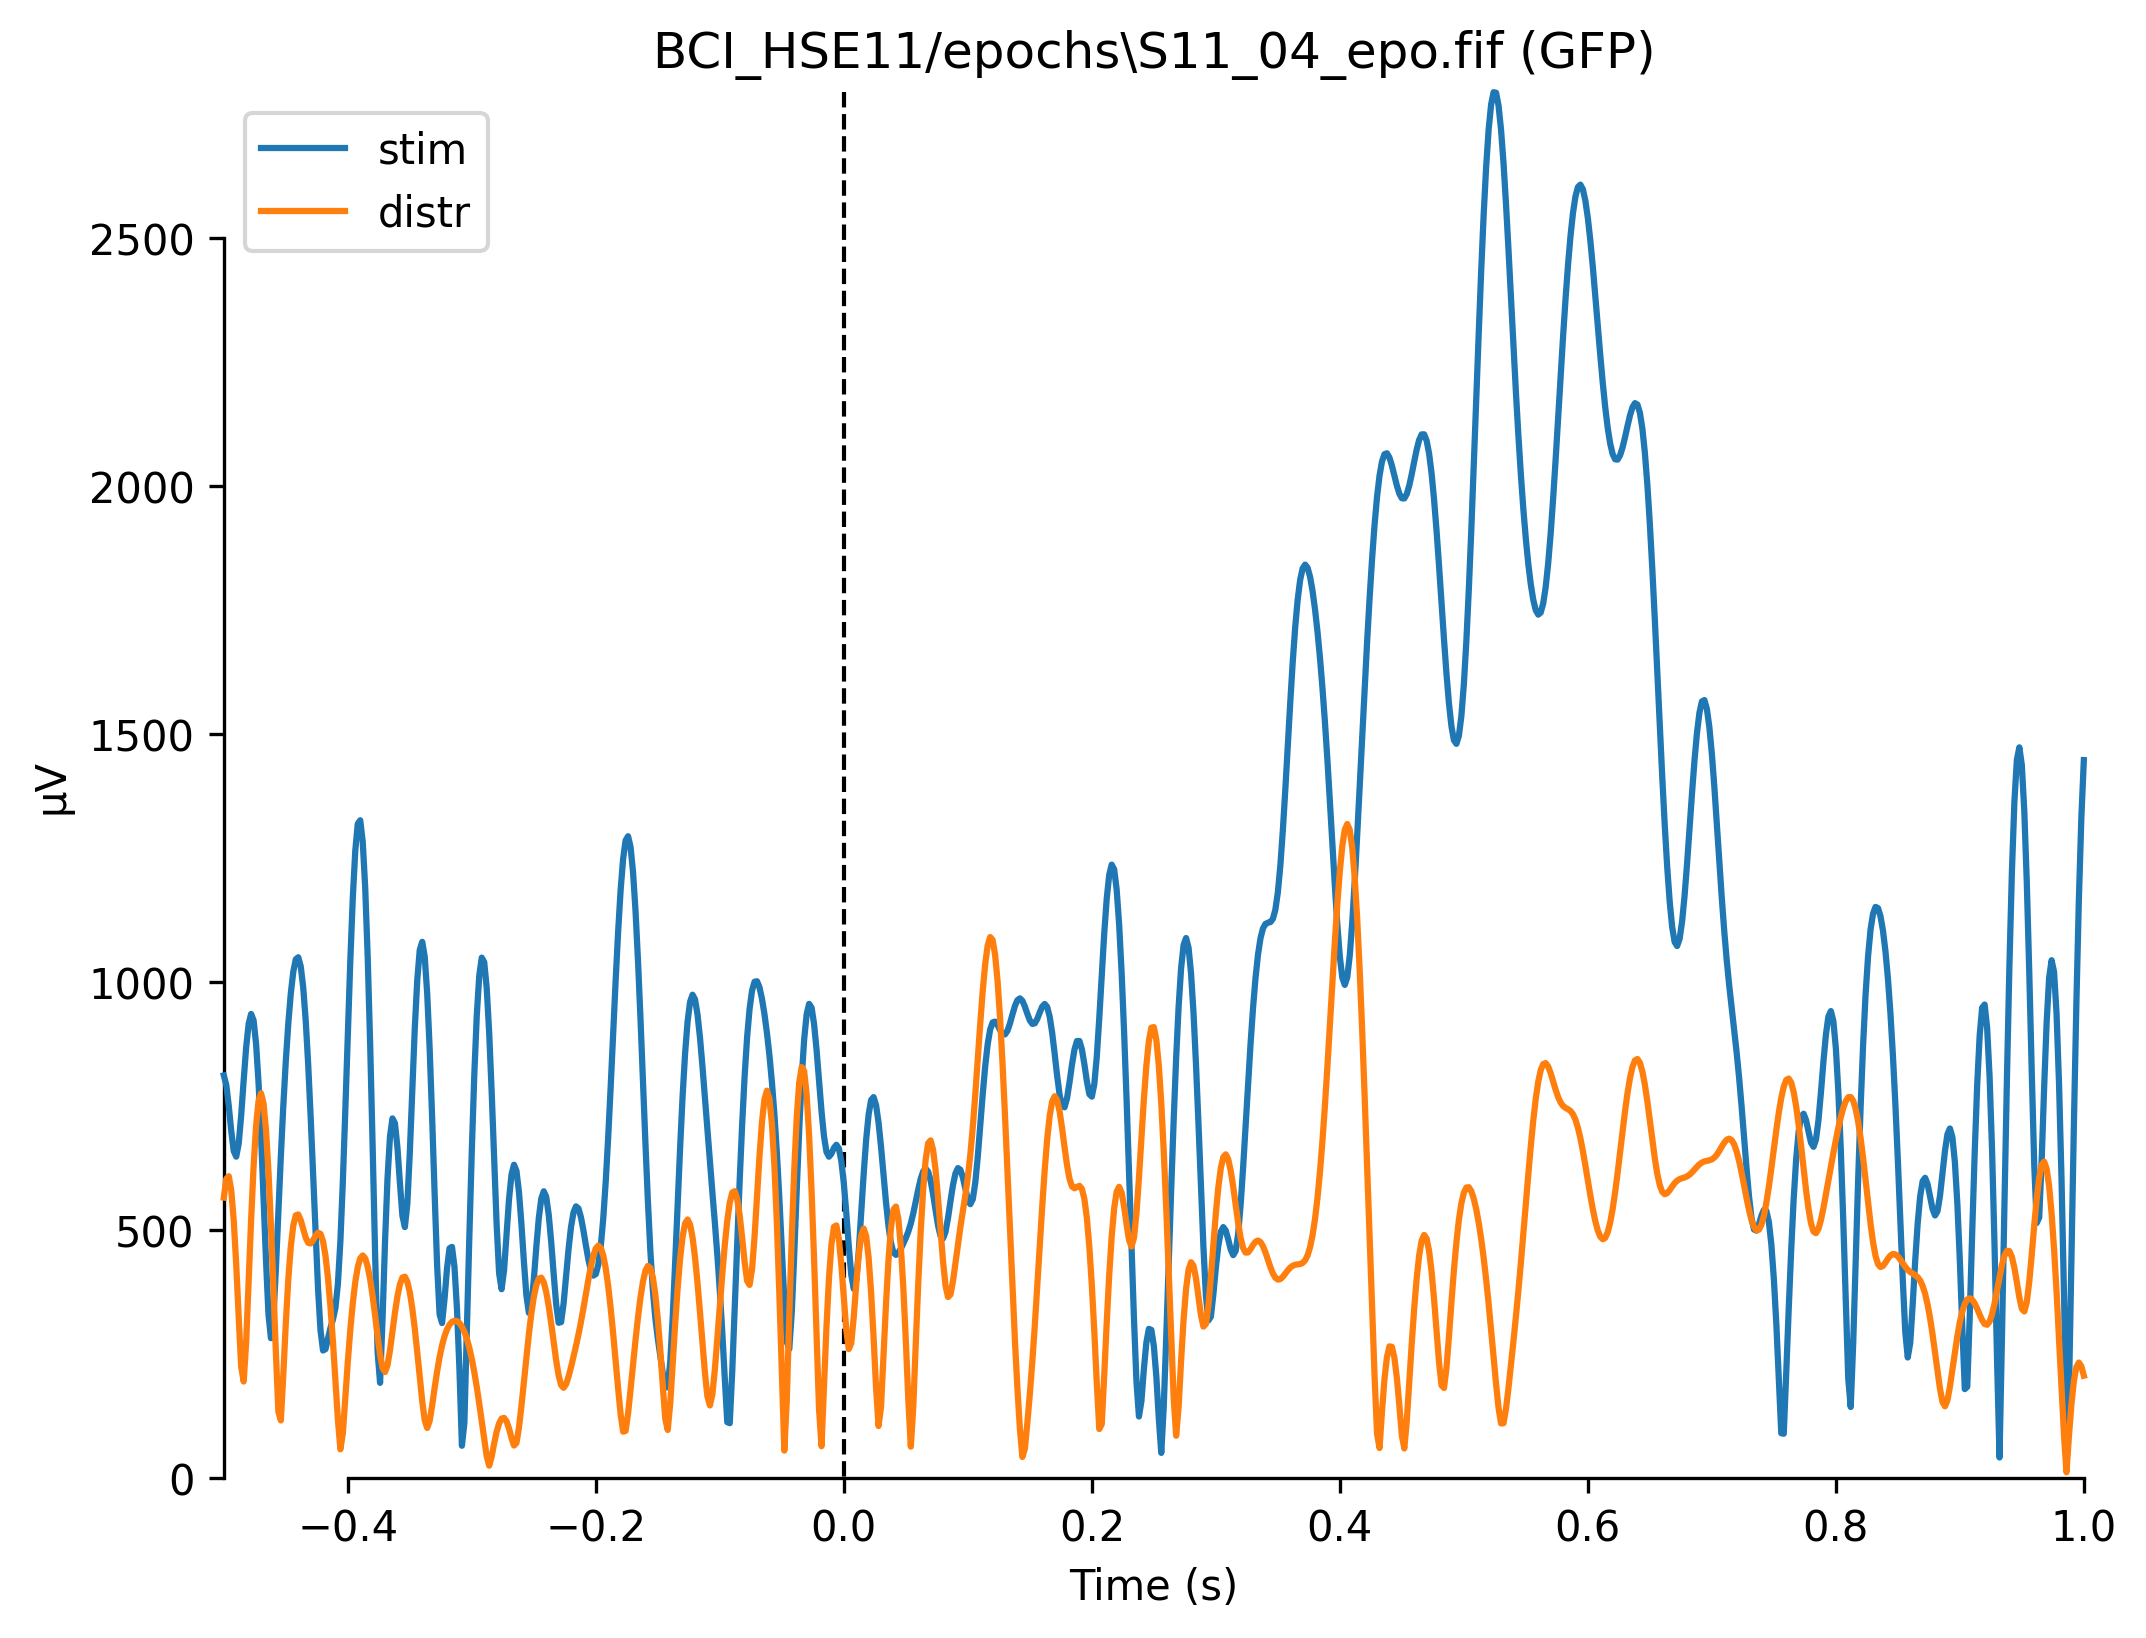 BCI_HSE11/epochs\S11_04_epo.fif (GFP)
stim
distr
2500
2000
1500
1000
500
0
µV
−0.4 −0.2 0.0 0.2 0.4 0.6 0.8 1.0
Time (s)